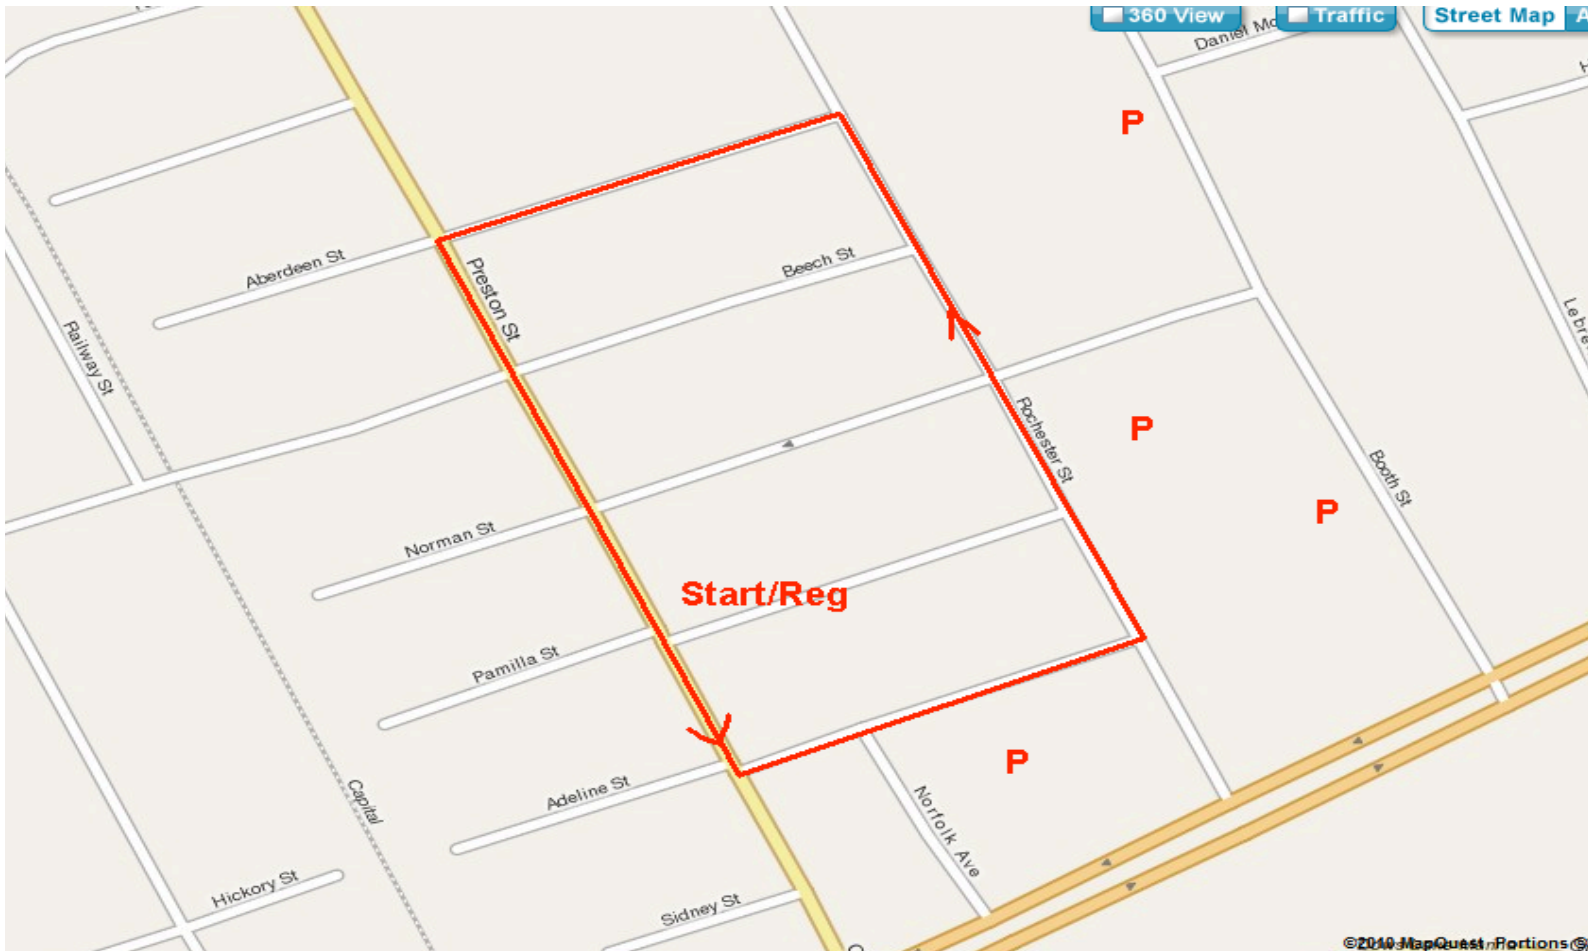 360 View
Traffic
Street Map
Daniel
P
Aberdeen St
Preston St
Beech St
Railway St
Rochester St
P
Booth St
P
Norman St
Start/Reg
Pamilla St
P
Adeline St
Capital
Norfolk Ave
Hickory St
Sidney St
©2010 MapQuest Portions ©